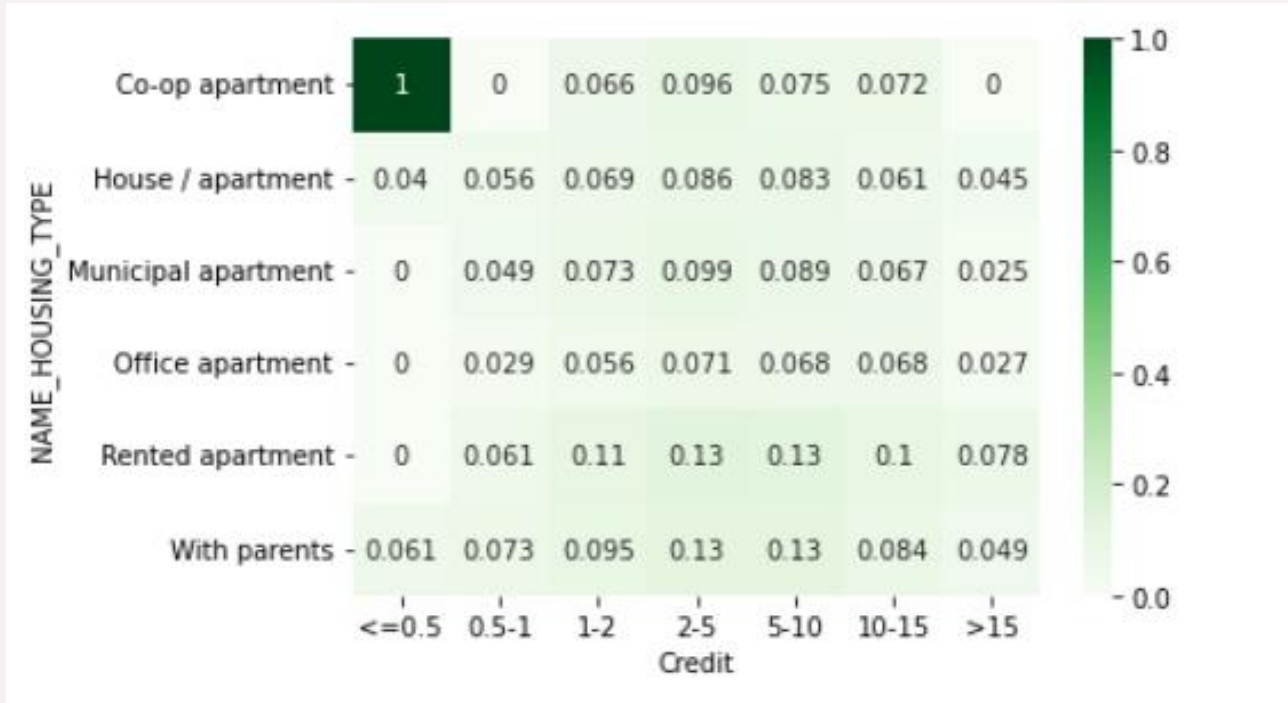 Co-op apartment 1 0 0.066 0.096 0.075 0.072 0
House / apartment 0.04 0.056 0.069 0.086 0.083 0.061 0.045
Municipal apartment 0 0.049 0.073 0.099 0.089 0.067 0.025
Office apartment 0 0.029 0.056 0.071 0.068 0.068 0.027
Rented apartment 0 0.061 0.11 0.13 0.13 0.1 0.078
With parents 0.061 0.073 0.095 0.13 0.13 0.084 0.049
<=0.5 0.5-1 1-2 2-5 5-10 10-15 >15
Credit
NAME_HOUSING_TYPE
1.0
0.8
0.6
0.4
0.2
0.0